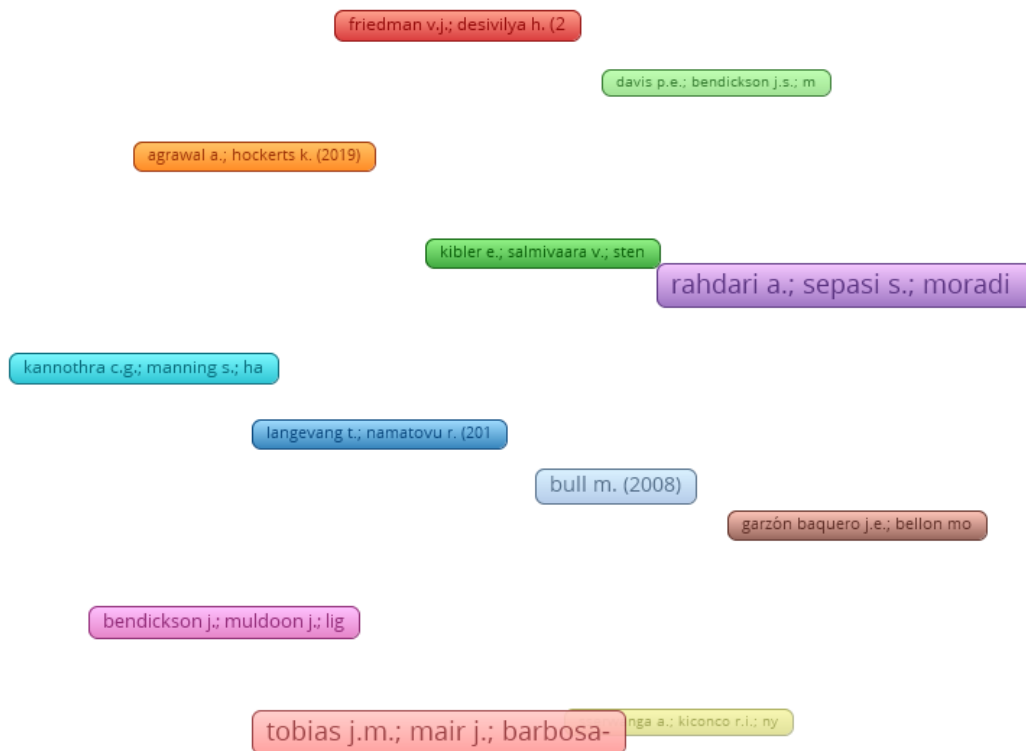 friedman v.j.; desivilya h. (2
davis p.e.; bendickson j.s.; m
agrawal a.; hockerts k. (2019)
kibler e.; salmivaara v.; sten
rahdari a.; sepasi s.; moradi
kannothra c.g.; manning s.; ha
langevang t.; namatovu r. (201
bull m. (2008)
garzón baquero j.e.; bellon mo
bendickson j.; muldoon j.; lig
tobias j.m.; mair j.; barbosa-
a.; kiconco r.i.; ny